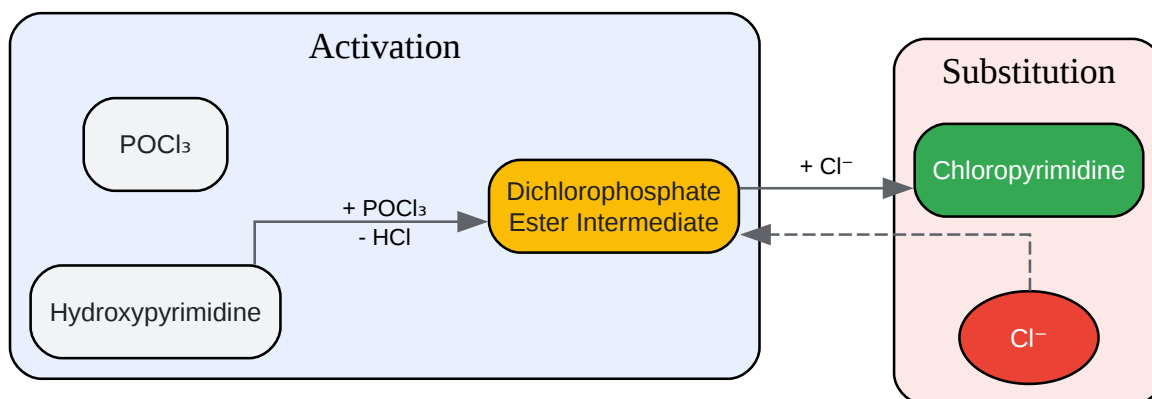 Activation
Substitution
POCl₃
Chloropyrimidine
+ Cl⁻
Dichlorophosphate
Ester Intermediate
+ POCl₃
- HCl
Hydroxypyrimidine
Cl⁻